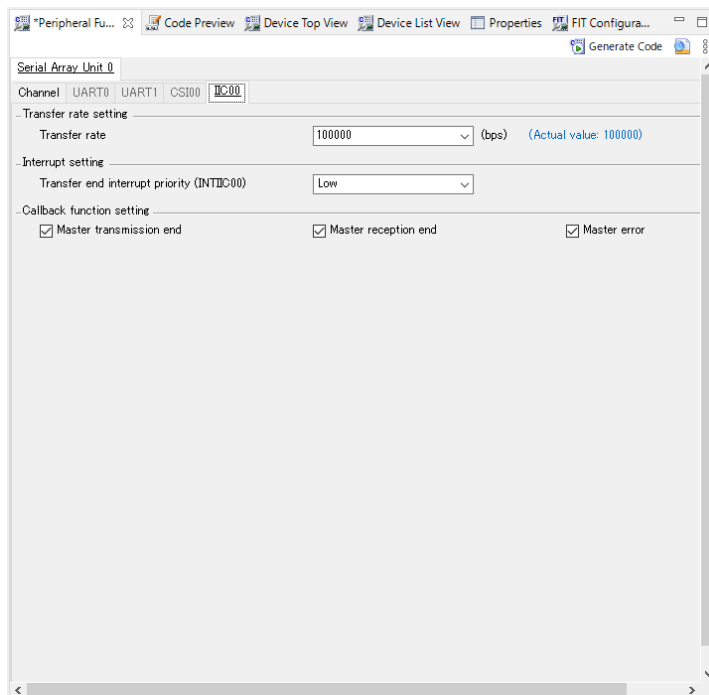 *Peripheral Fu... Code Preview Device Top View Device List View Properties FIT FIT Configura...
Generate Code
Serial Array Unit 0
Channel UART0 UART1 CSI00 IIC00
Transfer rate setting
Transfer rate 100000 (bps) (Actual value: 100000)
Interrupt setting
Transfer end interrupt priority (INTIIC00) Low
Callback function setting
Master transmission end Master reception end Master error